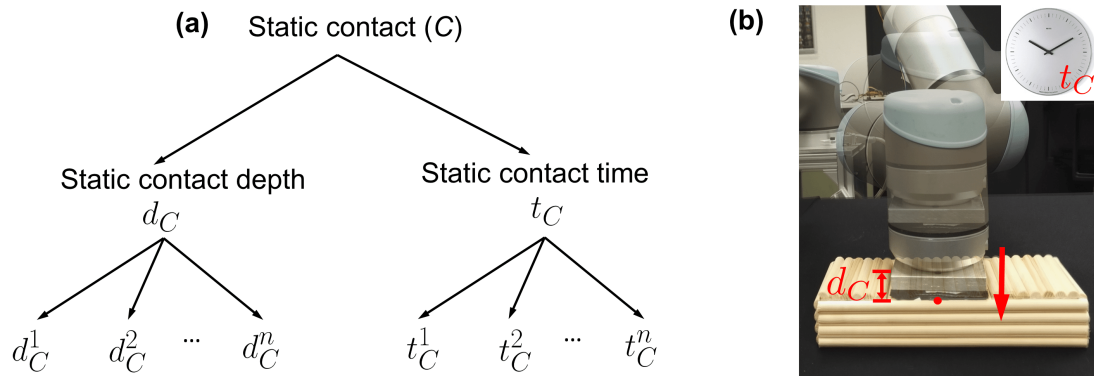 (a) Static contact (C)
Static contact depth
d_C
d_C^1 d_C^2 ... d_C^n
Static contact time
t_C
t_C^1 t_C^2 ... t_C^n
(b)
t_C
d_C